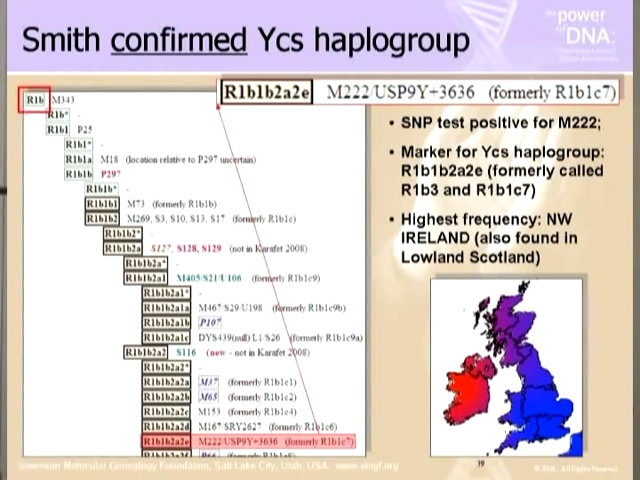 Smith confirmed Ycs haplogroup
power
of DNA:
R1b1b2a2e M222/USP9Y+3636 (formerly R1b1c7)
R1b M343
R1b* -
R1b1 P25
R1b1* -
R1b1a M18 (location relative to P297 uncertain)
R1b1b P297
R1b1b* -
R1b1b1 M73 (formerly R1b1b)
R1b1b2 M269, S3, S10, S13, S17 (formerly R1b1c)
R1b1b2* -
R1b1b2a S127, S128, S129 (not in Karafet 2008)
R1b1b2a* -
R1b1b2a1 M405/S21/U106 (formerly R1b1c9)
R1b1b2a1* -
R1b1b2a1a M467/S29/U198 (formerly R1b1c9b)
R1b1b2a1b P107
R1b1b2a1c DYS439(null) L1/S26 (formerly R1b1c9a)
R1b1b2a2 S116 (new - not in Karafet 2008)
R1b1b2a2* -
R1b1b2a2a M37 (formerly R1b1c1)
R1b1b2a2b M65 (formerly R1b1c2)
R1b1b2a2c M153 (formerly R1b1c4)
R1b1b2a2d M167/SRY2627 (formerly R1b1c6)
R1b1b2a2e M222/USP9Y+3636 (formerly R1b1c7)
• SNP test positive for M222;
• Marker for Ycs haplogroup:
R1b1b2a2e (formerly called
R1b3 and R1b1c7)
• Highest frequency: NW
IRELAND (also found in
Lowland Scotland)
Sorenson Molecular Genealogy Foundation, Salt Lake City, Utah, USA www.smgf.org
39
All Rights Reserved